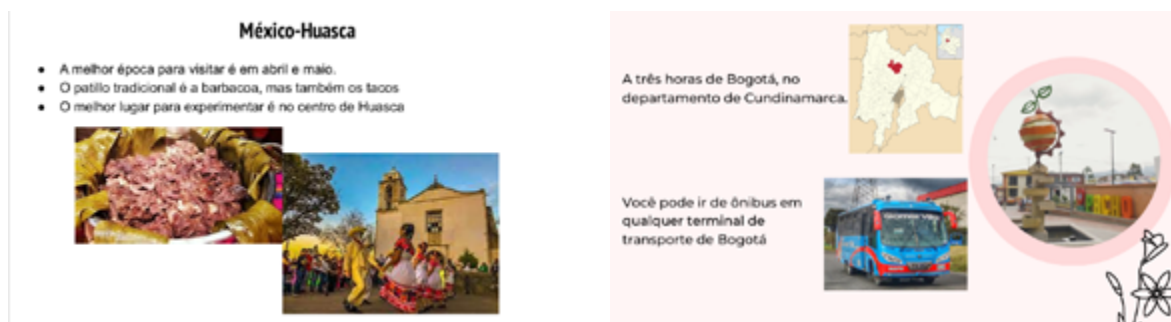 México-Huasca
A melhor época para visitar é em abril e maio.
O patillo tradicional é a barbacoa, mas também os tacos
O melhor lugar para experimentar é no centro de Huasca
A três horas de Bogotá, no
departamento de Cundinamarca.
Você pode ir de ônibus em
qualquer terminal de
transporte de Bogotá